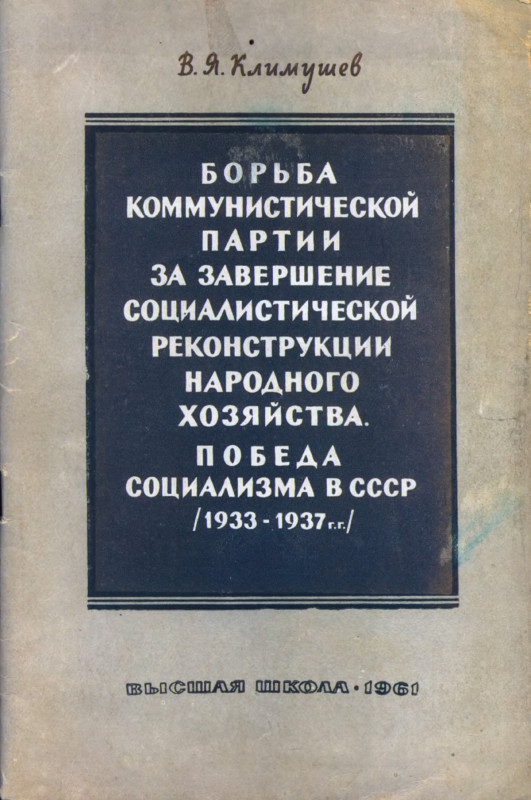 В. Я. Климушев
БОРЬБА
КОММУНИСТИЧЕСКОЙ
ПАРТИИ
ЗА ЗАВЕРШЕНИЕ
СОЦИАЛИСТИЧЕСКОЙ
РЕКОНСТРУКЦИИ
НАРОДНОГО
ХОЗЯЙСТВА.
ПОБЕДА
СОЦИАЛИЗМА В СССР
/1933-1937 г.г./
ВЫСШАЯ ШКОЛА · 1961